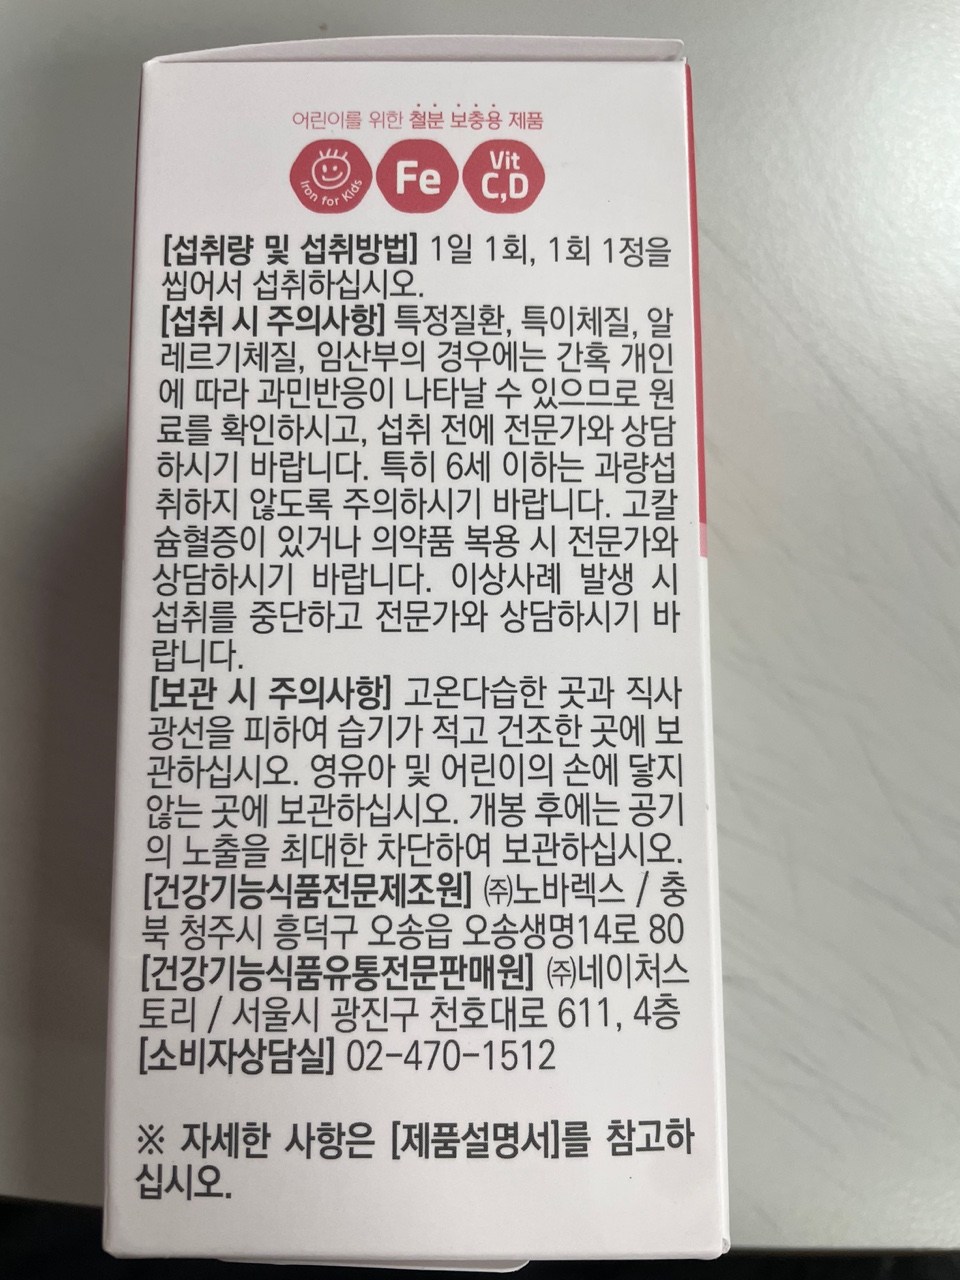 어린이를 위한 철분 보충용 제품
Iron for Kids
Fe
Vit
C,D
[섭취량 및 섭취방법] 1일 1회, 1회 1정을
씹어서 섭취하십시오.
[섭취 시 주의사항] 특정질환, 특이체질, 알
레르기체질, 임산부의 경우에는 간혹 개인
에 따라 과민반응이 나타날 수 있으므로 원
료를 확인하시고, 섭취 전에 전문가와 상담
하시기 바랍니다. 특히 6세 이하는 과량섭
취하지 않도록 주의하시기 바랍니다. 고칼
슘혈증이 있거나 의약품 복용 시 전문가와
상담하시기 바랍니다. 이상사례 발생 시
섭취를 중단하고 전문가와 상담하시기 바
랍니다.
[보관 시 주의사항] 고온다습한 곳과 직사
광선을 피하여 습기가 적고 건조한 곳에 보
관하십시오. 영유아 및 어린이의 손에 닿지
않는 곳에 보관하십시오. 개봉 후에는 공기
의 노출을 최대한 차단하여 보관하십시오.
[건강기능식품전문제조원] ㈜노바렉스 / 충
북 청주시 흥덕구 오송읍 오송생명14로 80
[건강기능식품유통전문판매원] ㈜네이처스
토리 / 서울시 광진구 천호대로 611, 4층
[소비자상담실] 02-470-1512
※ 자세한 사항은 [제품설명서]를 참고하
십시오.